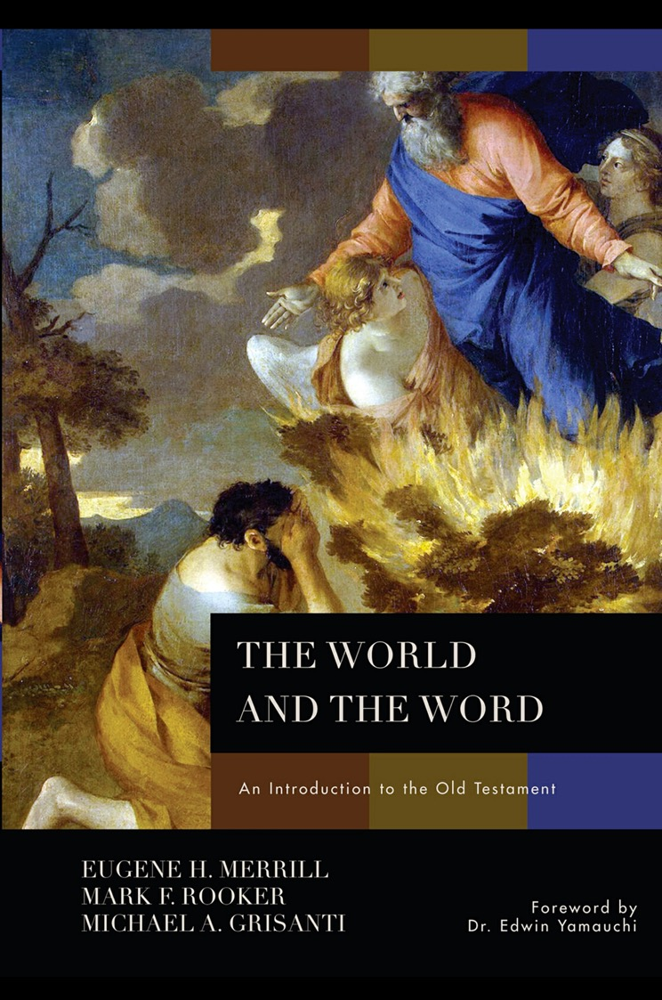 THE WORLD
AND THE WORD
An Introduction to the Old Testament
EUGENE H. MERRILL
MARK F. ROOKER
MICHAEL A. GRISANTI
Foreword by
Dr. Edwin Yamauchi